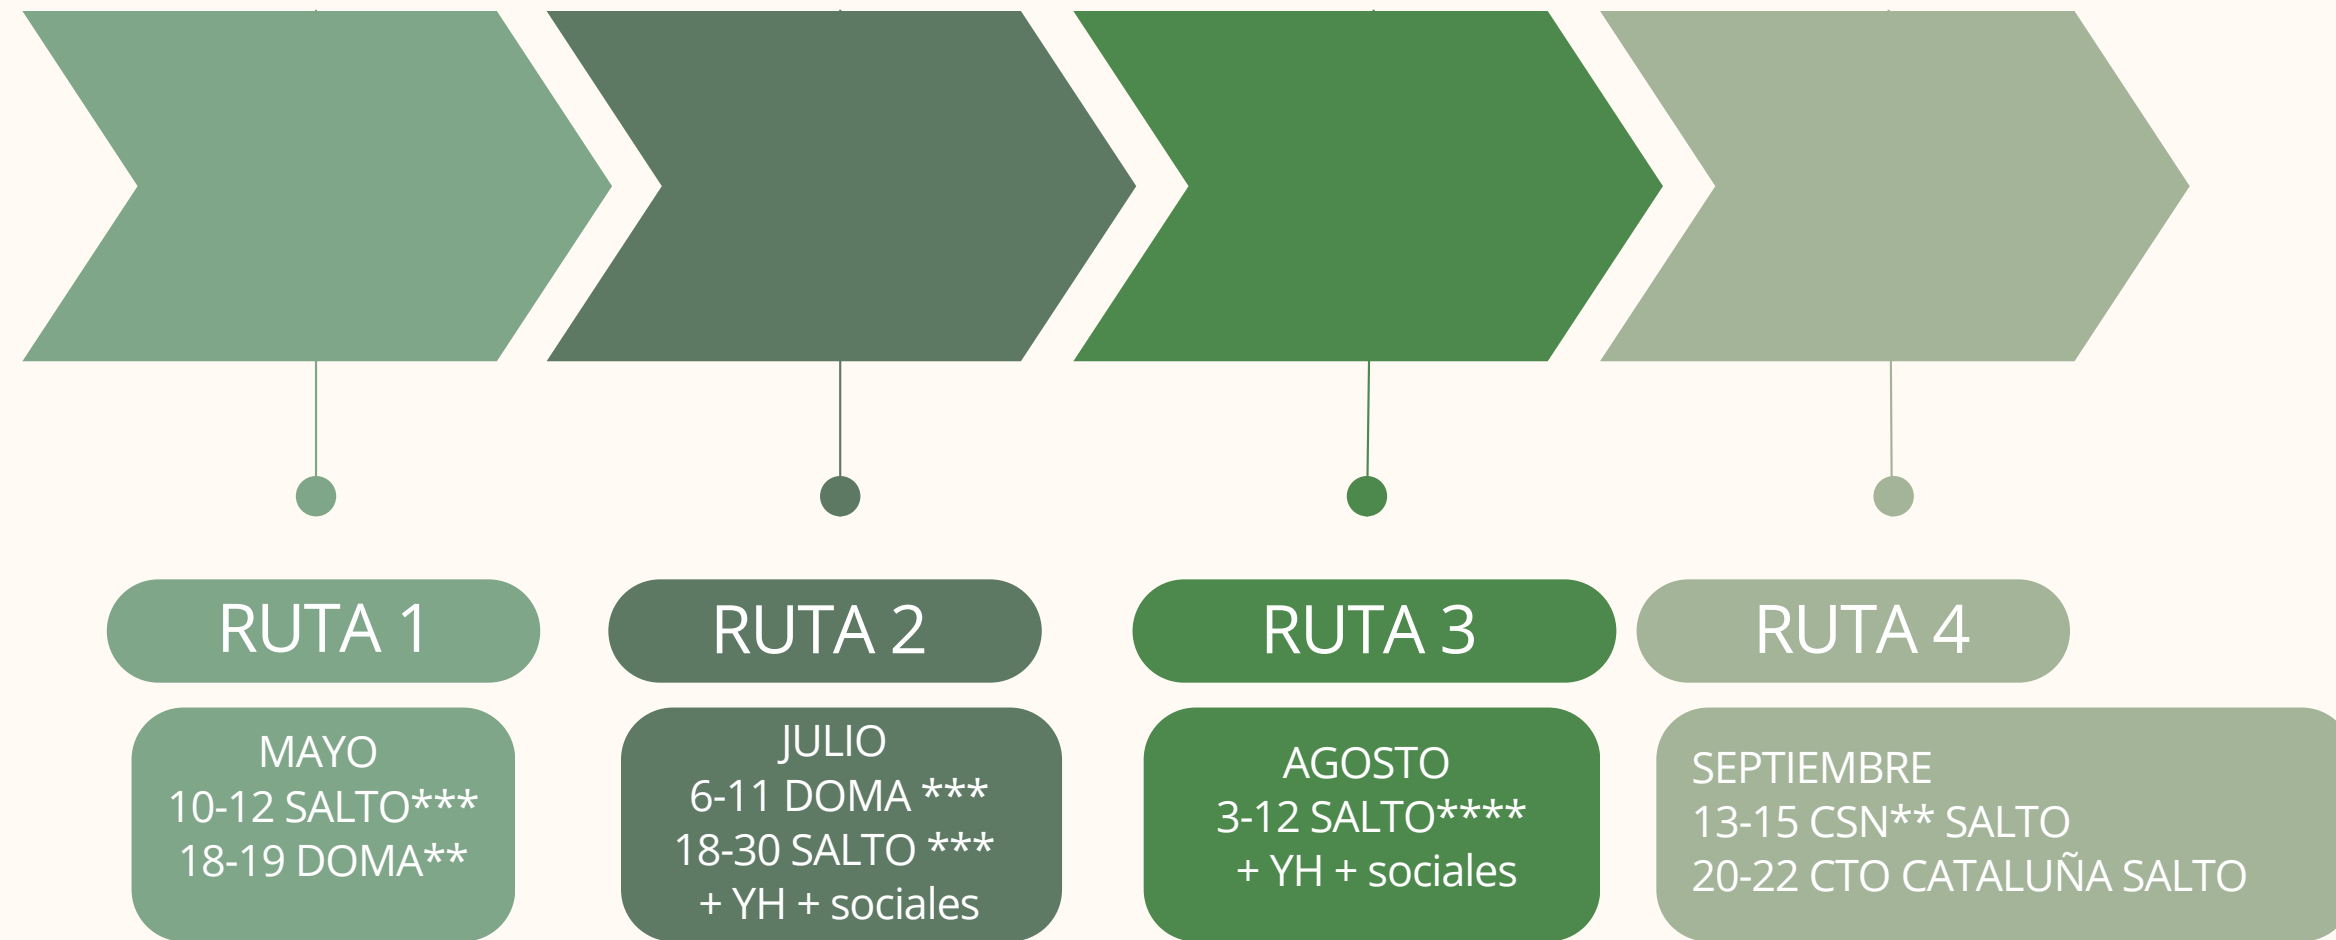 RUTA 1
MAYO
10-12 SALTO***
18-19 DOMA**
RUTA 2
JULIO
6-11 DOMA ***
18-30 SALTO ***
+ YH + sociales
RUTA 3
AGOSTO
3-12 SALTO****
+ YH + sociales
RUTA 4
SEPTIEMBRE
13-15 CSN** SALTO
20-22 CTO CATALUÑA SALTO